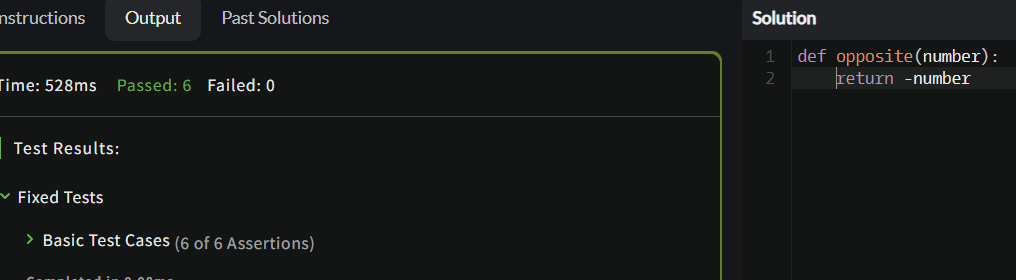 nstructions Output Past Solutions
Time: 528ms Passed: 6 Failed: 0
Test Results:
Fixed Tests
Basic Test Cases (6 of 6 Assertions)
Solution
1 def opposite(number):
2 return -number